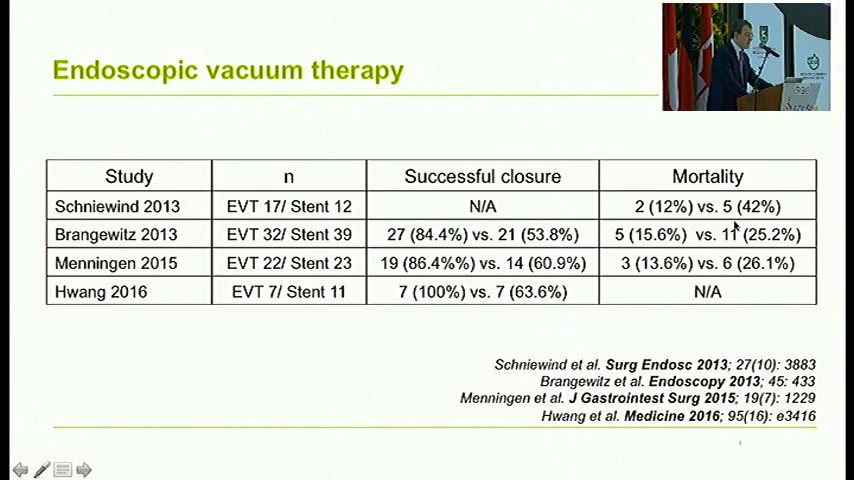 Endoscopic vacuum therapy
Study n Successful closure Mortality
Schniewind 2013 EVT 17/ Stent 12 N/A 2 (12%) vs. 5 (42%)
Brangewitz 2013 EVT 32/ Stent 39 27 (84.4%) vs. 21 (53.8%) 5 (15.6%) vs. 11 (25.2%)
Menningen 2015 EVT 22/ Stent 23 19 (86.4%%) vs. 14 (60.9%) 3 (13.6%) vs. 6 (26.1%)
Hwang 2016 EVT 7/ Stent 11 7 (100%) vs. 7 (63.6%) N/A
Schniewind et al. Surg Endosc 2013; 27(10): 3883
Brangewitz et al. Endoscopy 2013; 45: 433
Menningen et al. J Gastrointest Surg 2015; 19(7): 1229
Hwang et al. Medicine 2016; 95(16): e3416